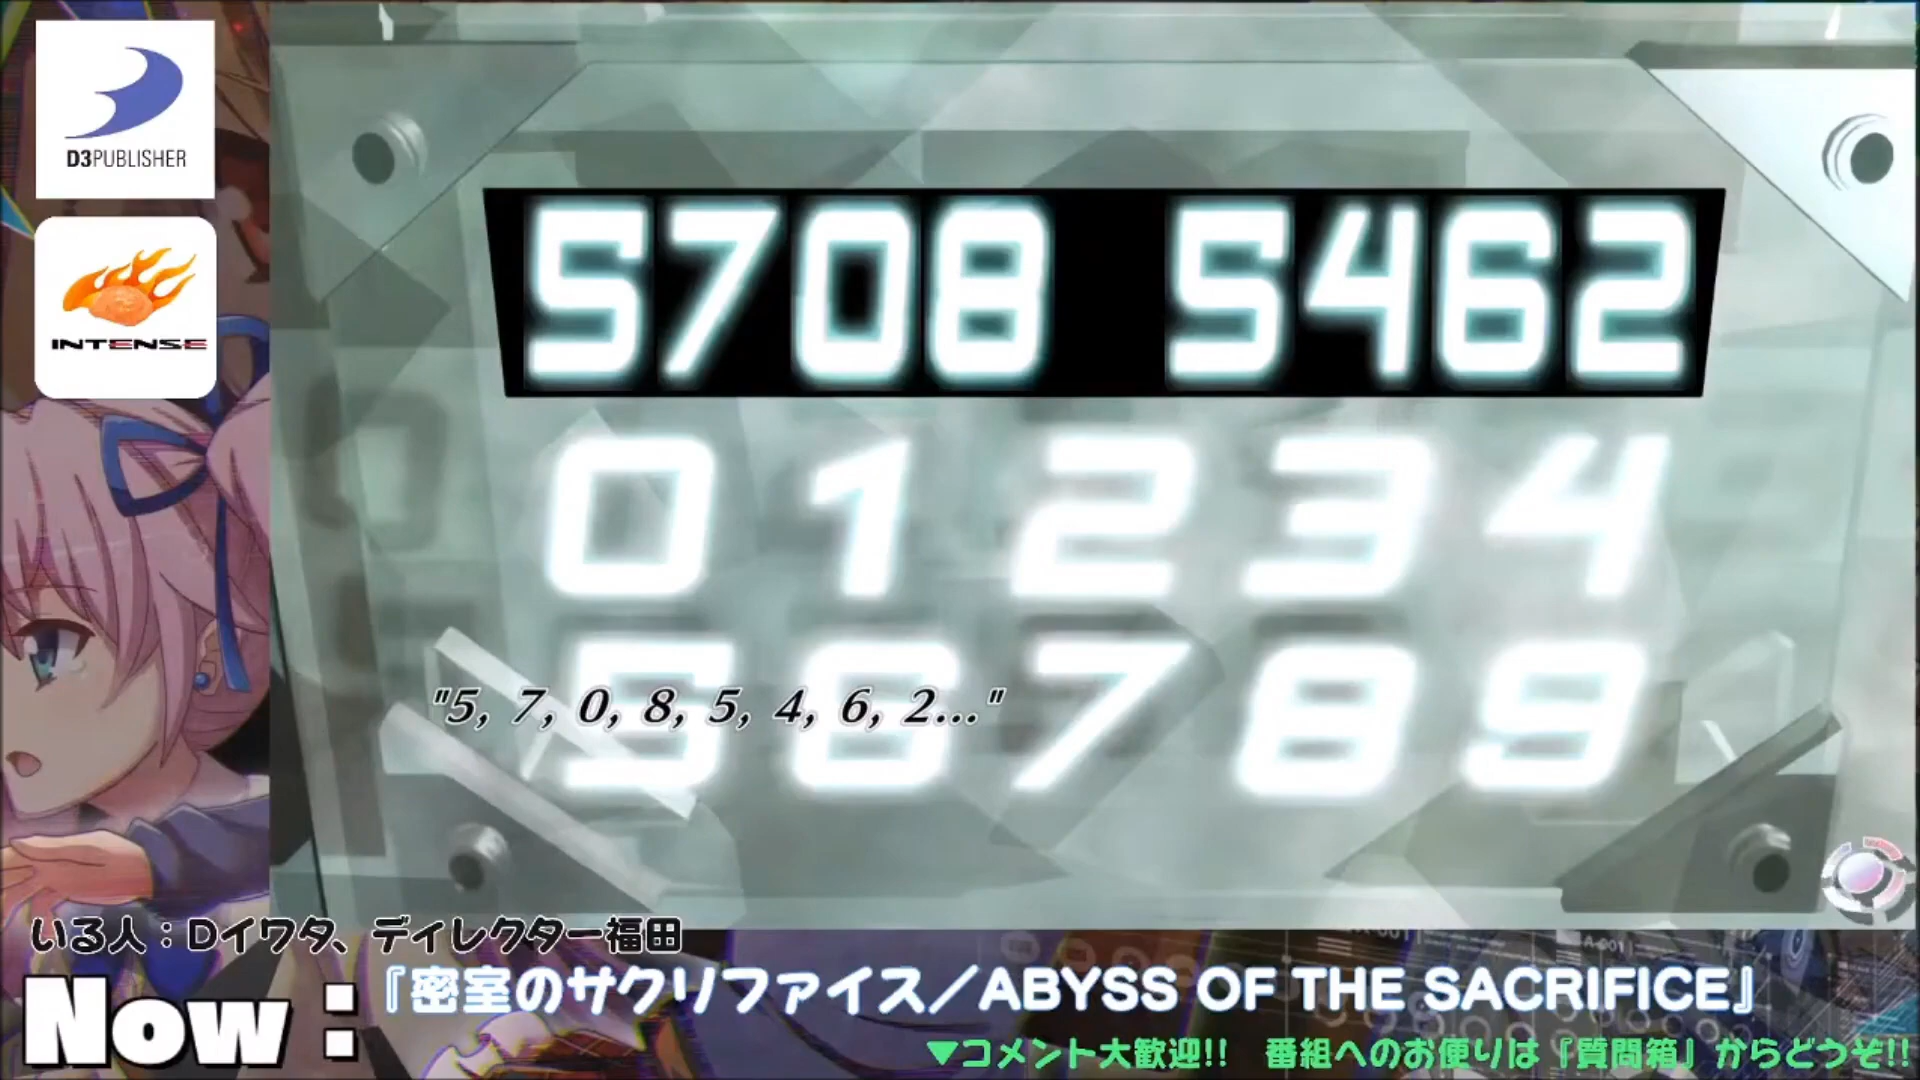 D3PUBLISHER
INTENSE
5708 5462
0 1 2 3 4
5 6 7 8 9
"5, 7, 0, 8, 5, 4, 6, 2..."
いる人：Dイワタ、ディレクター福田
Now：『密室のサクリファイス／ABYSS OF THE SACRIFICE』
▼コメント大歓迎!! 番組へのお便りは『質問箱』からどうぞ!!